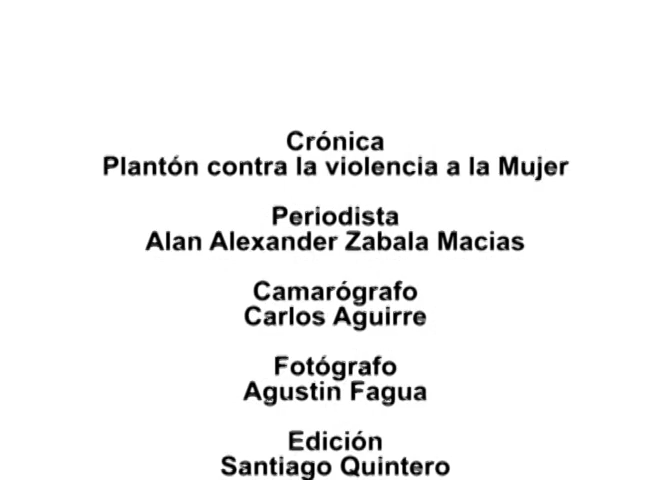 Crónica
Plantón contra la violencia a la Mujer
Periodista
Alan Alexander Zabala Macias
Camarógrafo
Carlos Aguirre
Fotógrafo
Agustin Fagua
Edición
Santiago Quintero